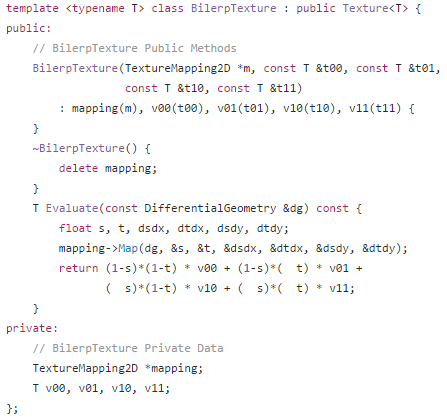 template <typename T> class BilerpTexture : public Texture<T> {
public:
    // BilerpTexture Public Methods
    BilerpTexture(TextureMapping2D *m, const T &t00, const T &t01,
                  const T &t10, const T &t11)
        : mapping(m), v00(t00), v01(t01), v10(t10), v11(t11) {
    }
    ~BilerpTexture() {
        delete mapping;
    }
    T Evaluate(const DifferentialGeometry &dg) const {
        float s, t, dsdx, dtdx, dsdy, dtdy;
        mapping->Map(dg, &s, &t, &dsdx, &dtdx, &dsdy, &dtdy);
        return (1-s)*(1-t) * v00 + (1-s)*(  t) * v01 +
               (  s)*(1-t) * v10 + (  s)*(  t) * v11;
    }
private:
    // BilerpTexture Private Data
    TextureMapping2D *mapping;
    T v00, v01, v10, v11;
};